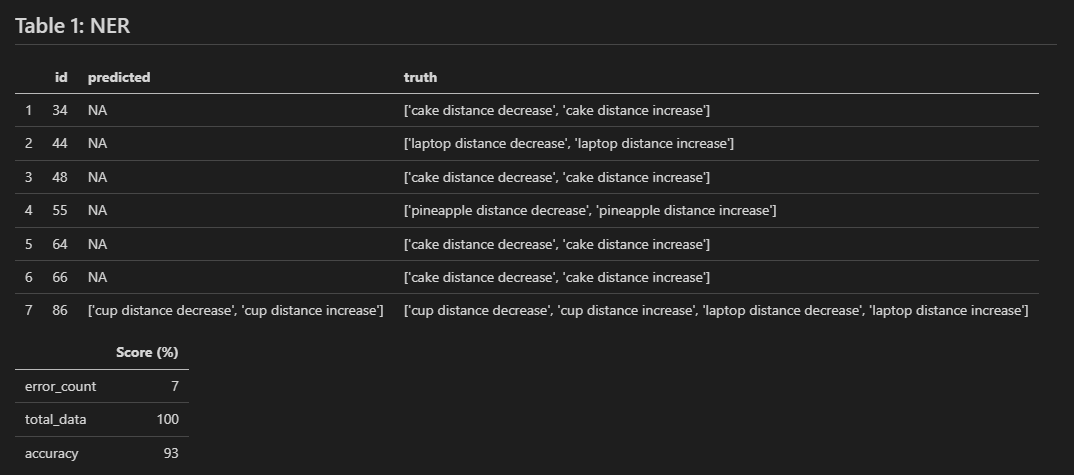 Table 1: NER
id predicted truth
1 34 NA ['cake distance decrease', 'cake distance increase']
2 44 NA ['laptop distance decrease', 'laptop distance increase']
3 48 NA ['cake distance decrease', 'cake distance increase']
4 55 NA ['pineapple distance decrease', 'pineapple distance increase']
5 64 NA ['cake distance decrease', 'cake distance increase']
6 66 NA ['cake distance decrease', 'cake distance increase']
7 86 ['cup distance decrease', 'cup distance increase'] ['cup distance decrease', 'cup distance increase', 'laptop distance decrease', 'laptop distance increase']
Score (%)
error_count 7
total_data 100
accuracy 93